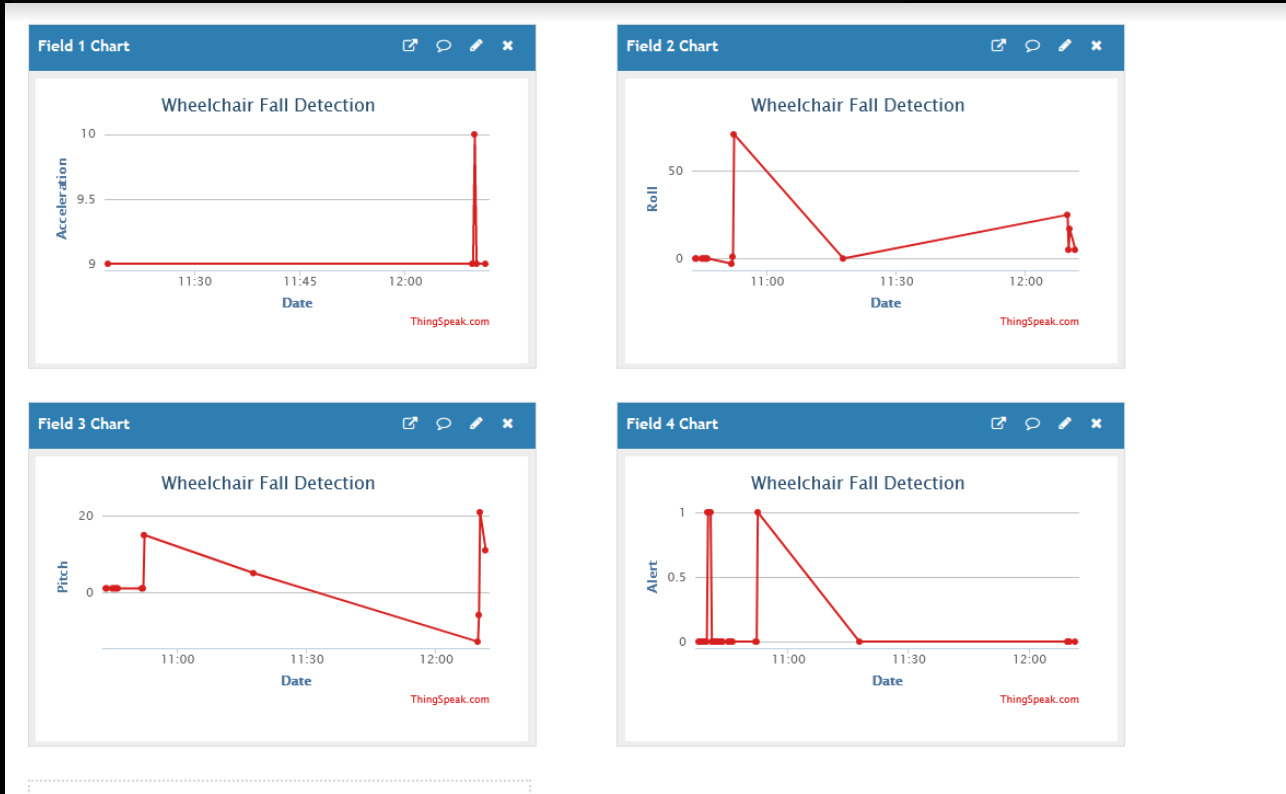 Field 1 Chart
Wheelchair Fall Detection
Acceleration
10
9.5
9
11:30 11:45 12:00
Date
ThingSpeak.com
Field 2 Chart
Wheelchair Fall Detection
Roll
50
0
11:00 11:30 12:00
Date
ThingSpeak.com
Field 3 Chart
Wheelchair Fall Detection
Pitch
20
0
11:00 11:30 12:00
Date
ThingSpeak.com
Field 4 Chart
Wheelchair Fall Detection
Alert
1
0.5
0
11:00 11:30 12:00
Date
ThingSpeak.com